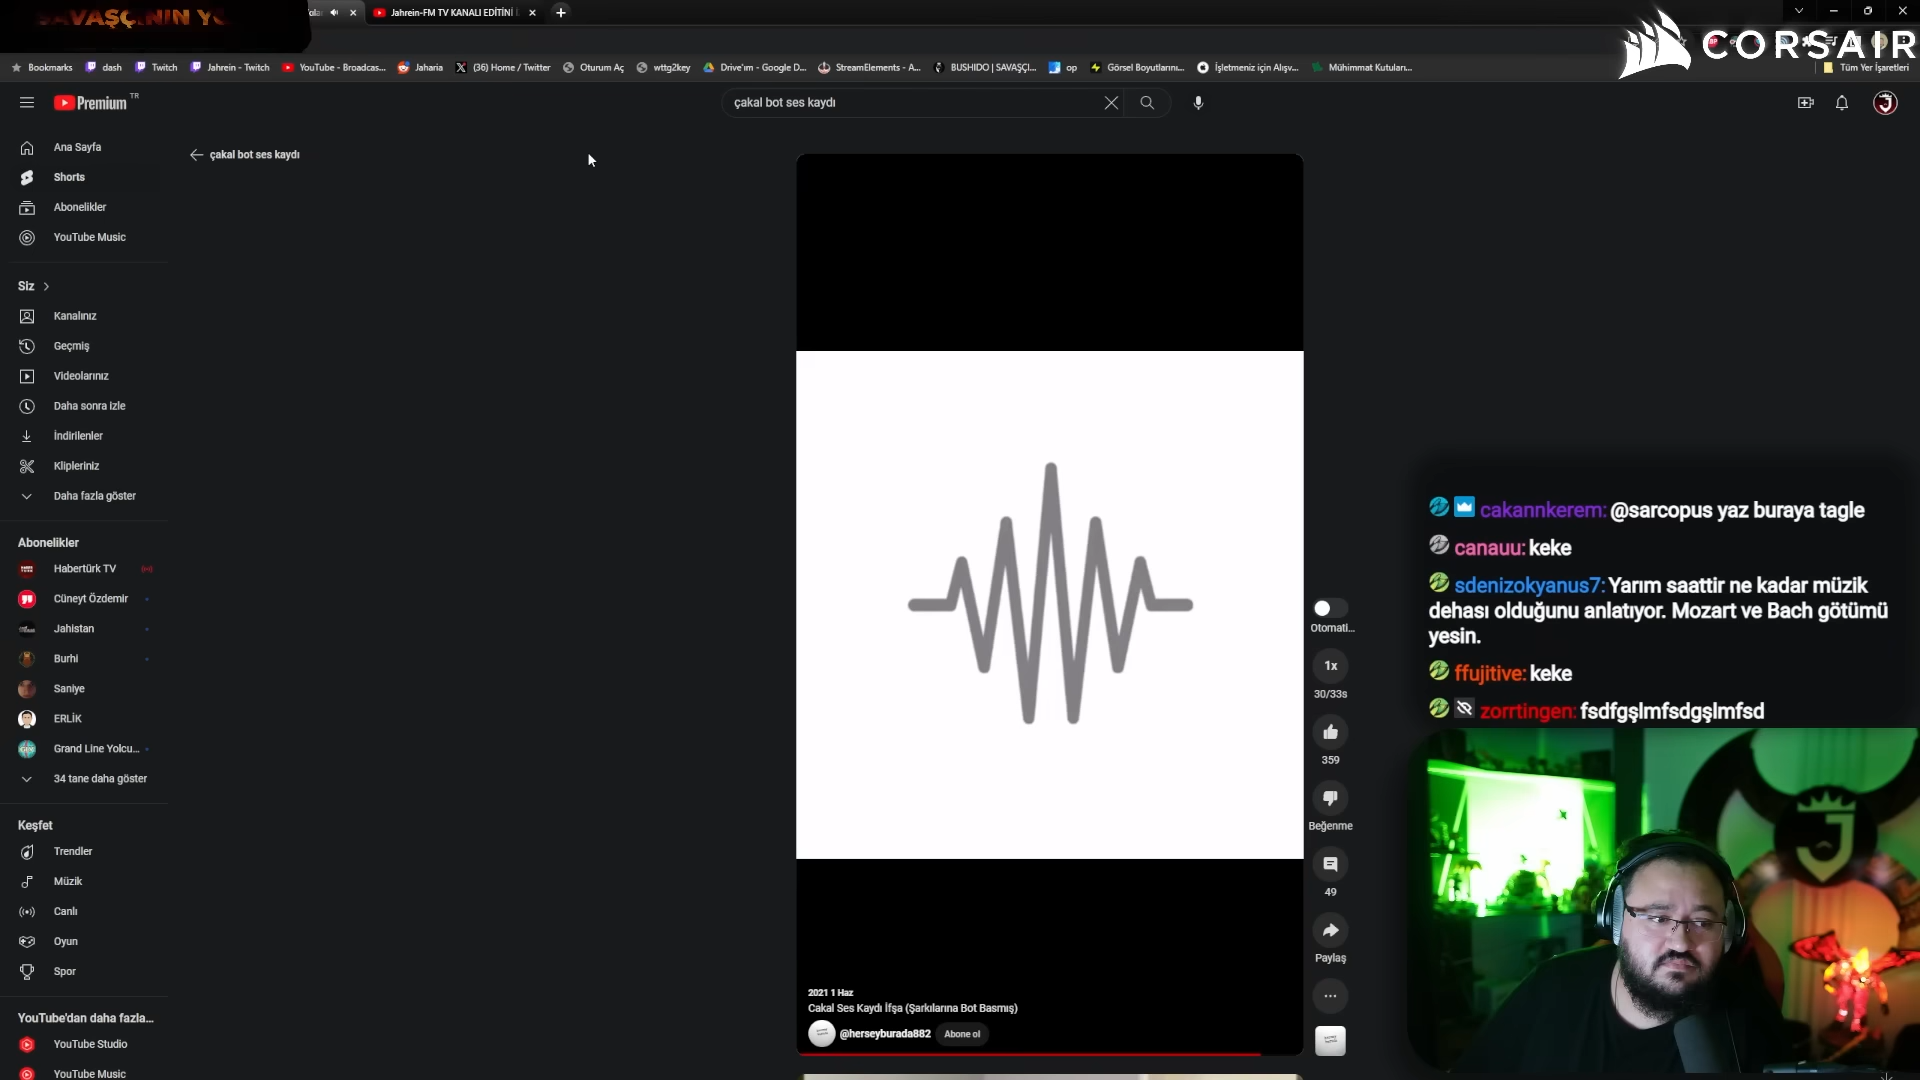 SAVAŞÇININ YO
Jahrein-FM TV KANALI EDİTİNİ
CORSAIR
Bookmarks
dash
Twitch
Jahrein - Twitch
YouTube - Broadcas...
Jaharia
(36) Home / Twitter
Oturum Aç
wttg2key
Drive'ım - Google D...
StreamElements - A...
BUSHIDO | SAVAŞÇI...
op
Görsel Boyutlarını...
İşletmeniz için Alışv...
Mühimmat Kutuları...
Tüm Yer İşaretleri
Premium TR
çakal bot ses kaydı
Ana Sayfa
çakal bot ses kaydı
Shorts
Abonelikler
YouTube Music
Siz
Kanalınız
Geçmiş
Videolarınız
Daha sonra izle
İndirilenler
Klipleriniz
Daha fazla göster
Abonelikler
Habertürk TV
Cüneyt Özdemir
Jahistan
Burhi
Saniye
ERLİK
Grand Line Yolcu...
34 tane daha göster
Keşfet
Trendler
Müzik
Canlı
Oyun
Spor
YouTube'dan daha fazla...
YouTube Studio
YouTube Music
Otomati...
1x
30/33s
359
Beğenme
49
Paylaş
2021 1 Haz
Cakal Ses Kaydı İfşa (Şarkılarına Bot Basmış)
@herseyburada882
Abone ol
cakannkerem: @sarcopus yaz buraya tagle
canauu: keke
sdenizokyanus7: Yarım saattir ne kadar müzik
dehası olduğunu anlatıyor. Mozart ve Bach götümü
yesin.
ffujitive: keke
zorrtingen: fsdfgşlmfsdgşlmfsd
J